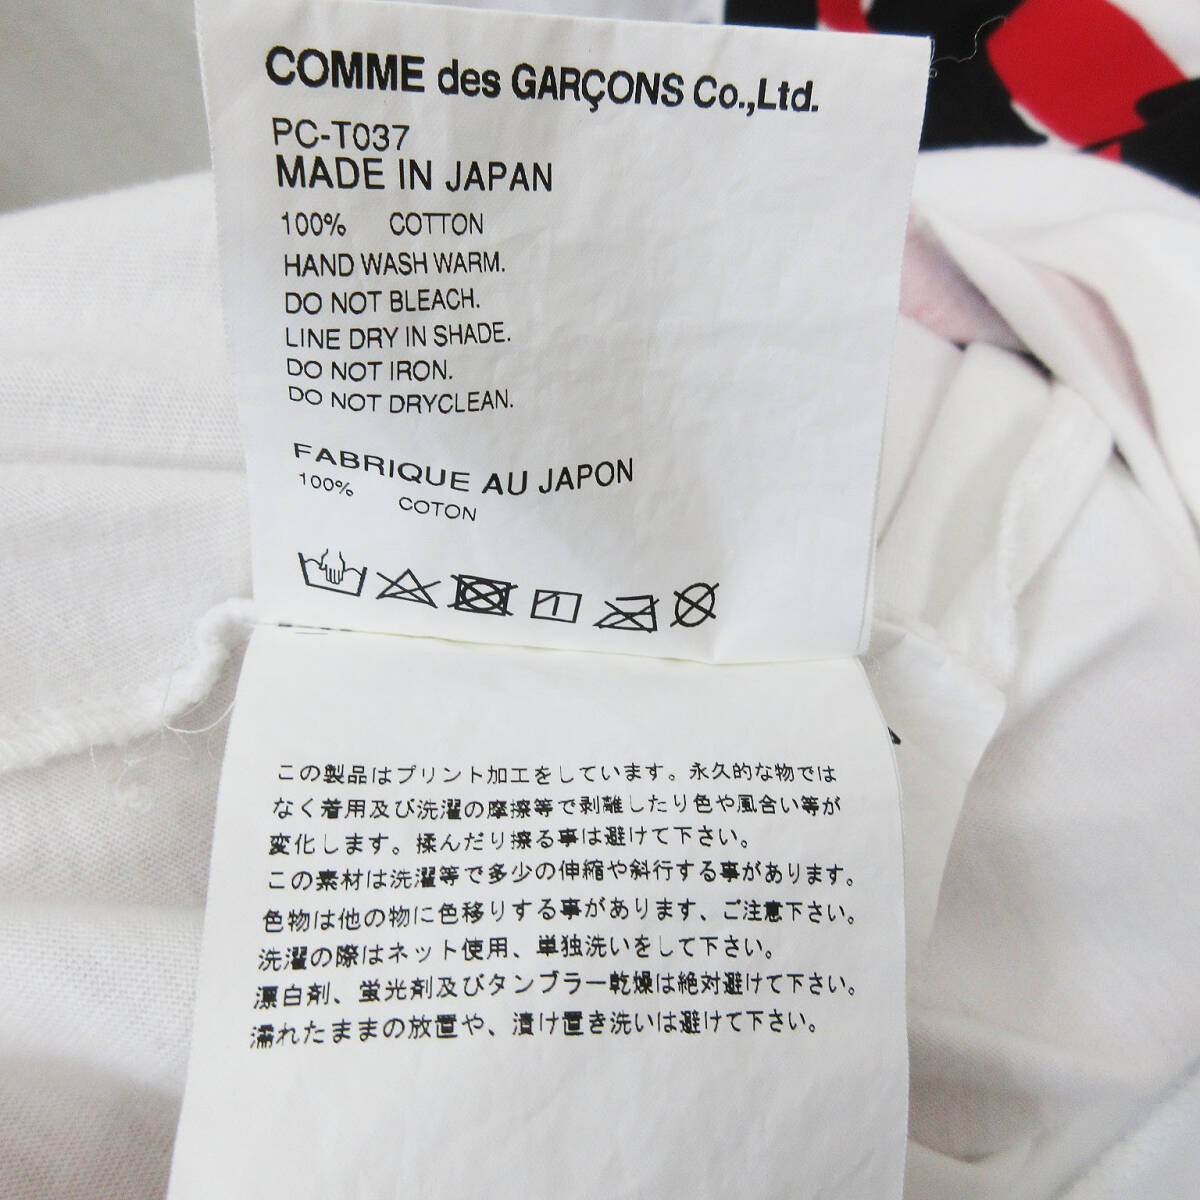 COMME des GARÇONS Co.,Ltd.
PC-T037
MADE IN JAPAN
100% COTTON
HAND WASH WARM.
DO NOT BLEACH.
LINE DRY IN SHADE.
DO NOT IRON.
DO NOT DRYCLEAN.
FABRIQUE AU JAPON
100% COTON
1
この製品はプリント加工をしています。永久的な物では
なく着用及び洗濯の摩擦等で剥離したり色や風合い等が
変化します。揉んだり擦る事は避けて下さい。
この素材は洗濯等で多少の伸縮や斜行する事があります。
色物は他の物に色移りする事があります、ご注意下さい。
洗濯の際はネット使用、単独洗いをして下さい。
漂白剤、蛍光剤及びタンブラー乾燥は絶対避けて下さい。
濡れたままの放置や、漬け置き洗いは避けて下さい。